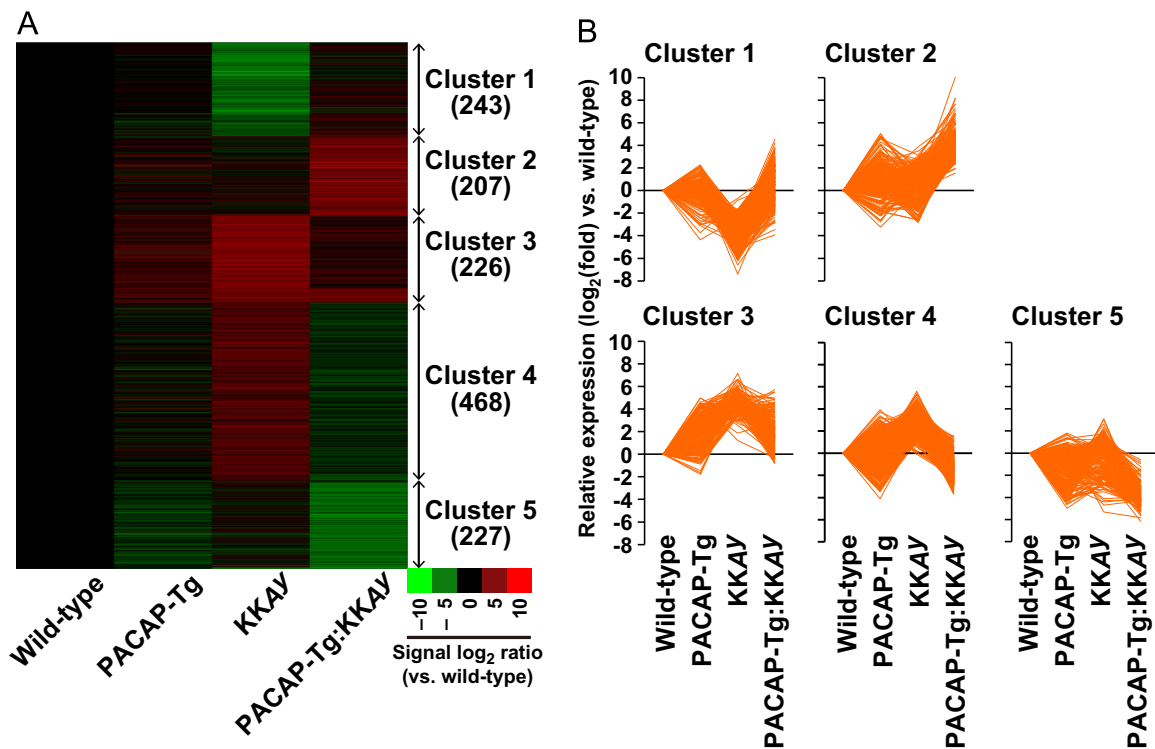 A
Cluster 1
(243)
Cluster 2
(207)
Cluster 3
(226)
Cluster 4
(468)
Cluster 5
(227)
Wild-type
PACAP-Tg
KKAy
PACAP-Tg:KKAy
−10
−5
0
5
10
Signal log2 ratio
(vs. wild-type)
B
Relative expression (log2(fold) vs. wild-type)
Cluster 1
10
8
6
4
2
0
-2
-4
-6
-8
Cluster 2
Cluster 3
10
8
6
4
2
0
-2
-4
-6
-8
Cluster 4
Cluster 5
Wild-type
PACAP-Tg
KKAy
PACAP-Tg:KKAy
Wild-type
PACAP-Tg
KKAy
PACAP-Tg:KKAy
Wild-type
PACAP-Tg
KKAy
PACAP-Tg:KKAy